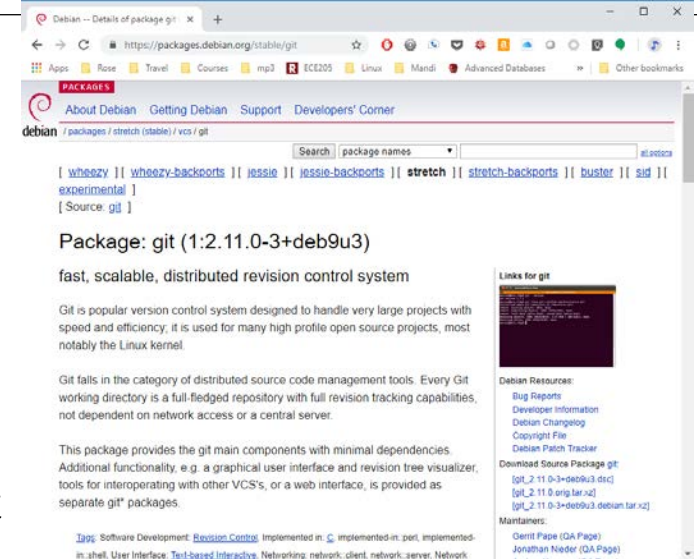 Debian -- Details of package git
https://packages.debian.org/stable/git
Apps Rose Travel Courses mp3 R ECE205 Linux Mandi Advanced Databases » Other bookmarks
PACKAGES
About Debian Getting Debian Support Developers' Corner
debian / packages / stretch (stable) / vcs / git
Search package names all options
[ wheezy ][ wheezy-backports ][ jessie ][ jessie-backports ][ stretch ][ stretch-backports ][ buster ][ sid ][
experimental ]
[ Source: git ]
Package: git (1:2.11.0-3+deb9u3)
fast, scalable, distributed revision control system
Git is popular version control system designed to handle very large projects with
speed and efficiency; it is used for many high profile open source projects, most
notably the Linux kernel.
Git falls in the category of distributed source code management tools. Every Git
working directory is a full-fledged repository with full revision tracking capabilities,
not dependent on network access or a central server.
This package provides the git main components with minimal dependencies.
Additional functionality, e.g. a graphical user interface and revision tree visualizer,
tools for interoperating with other VCS's, or a web interface, is provided as
separate git* packages.
Tags: Software Development: Revision Control, Implemented in: C, implemented-in::perl, implemented-
in::shell, User Interface: Text-based Interactive, Networking: network::client, network::server, Network
Links for git
Debian Resources:
Bug Reports
Developer Information
Debian Changelog
Copyright File
Debian Patch Tracker
Download Source Package git:
[git_2.11.0-3+deb9u3.dsc]
[git_2.11.0.orig.tar.xz]
[git_2.11.0-3+deb9u3.debian.tar.xz]
Maintainers:
Gerrit Pape (QA Page)
Jonathan Nieder (QA Page)